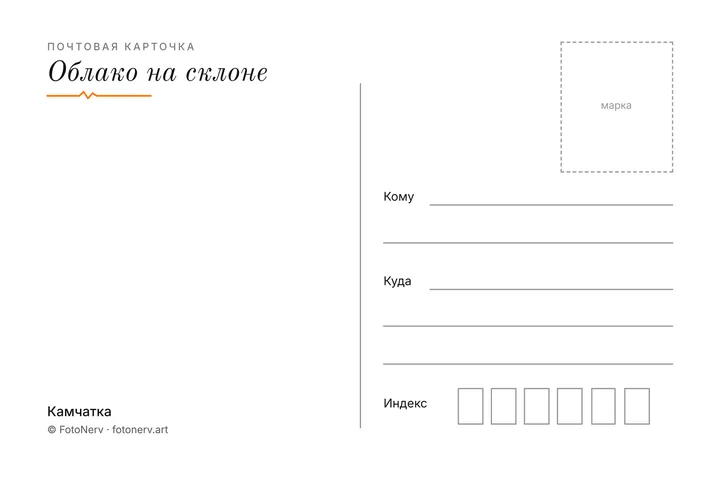 ПОЧТОВАЯ КАРТОЧКА
Облако на склоне
марка
Кому
Куда
Индекс
Камчатка
© FotoNerv · fotonerv.art